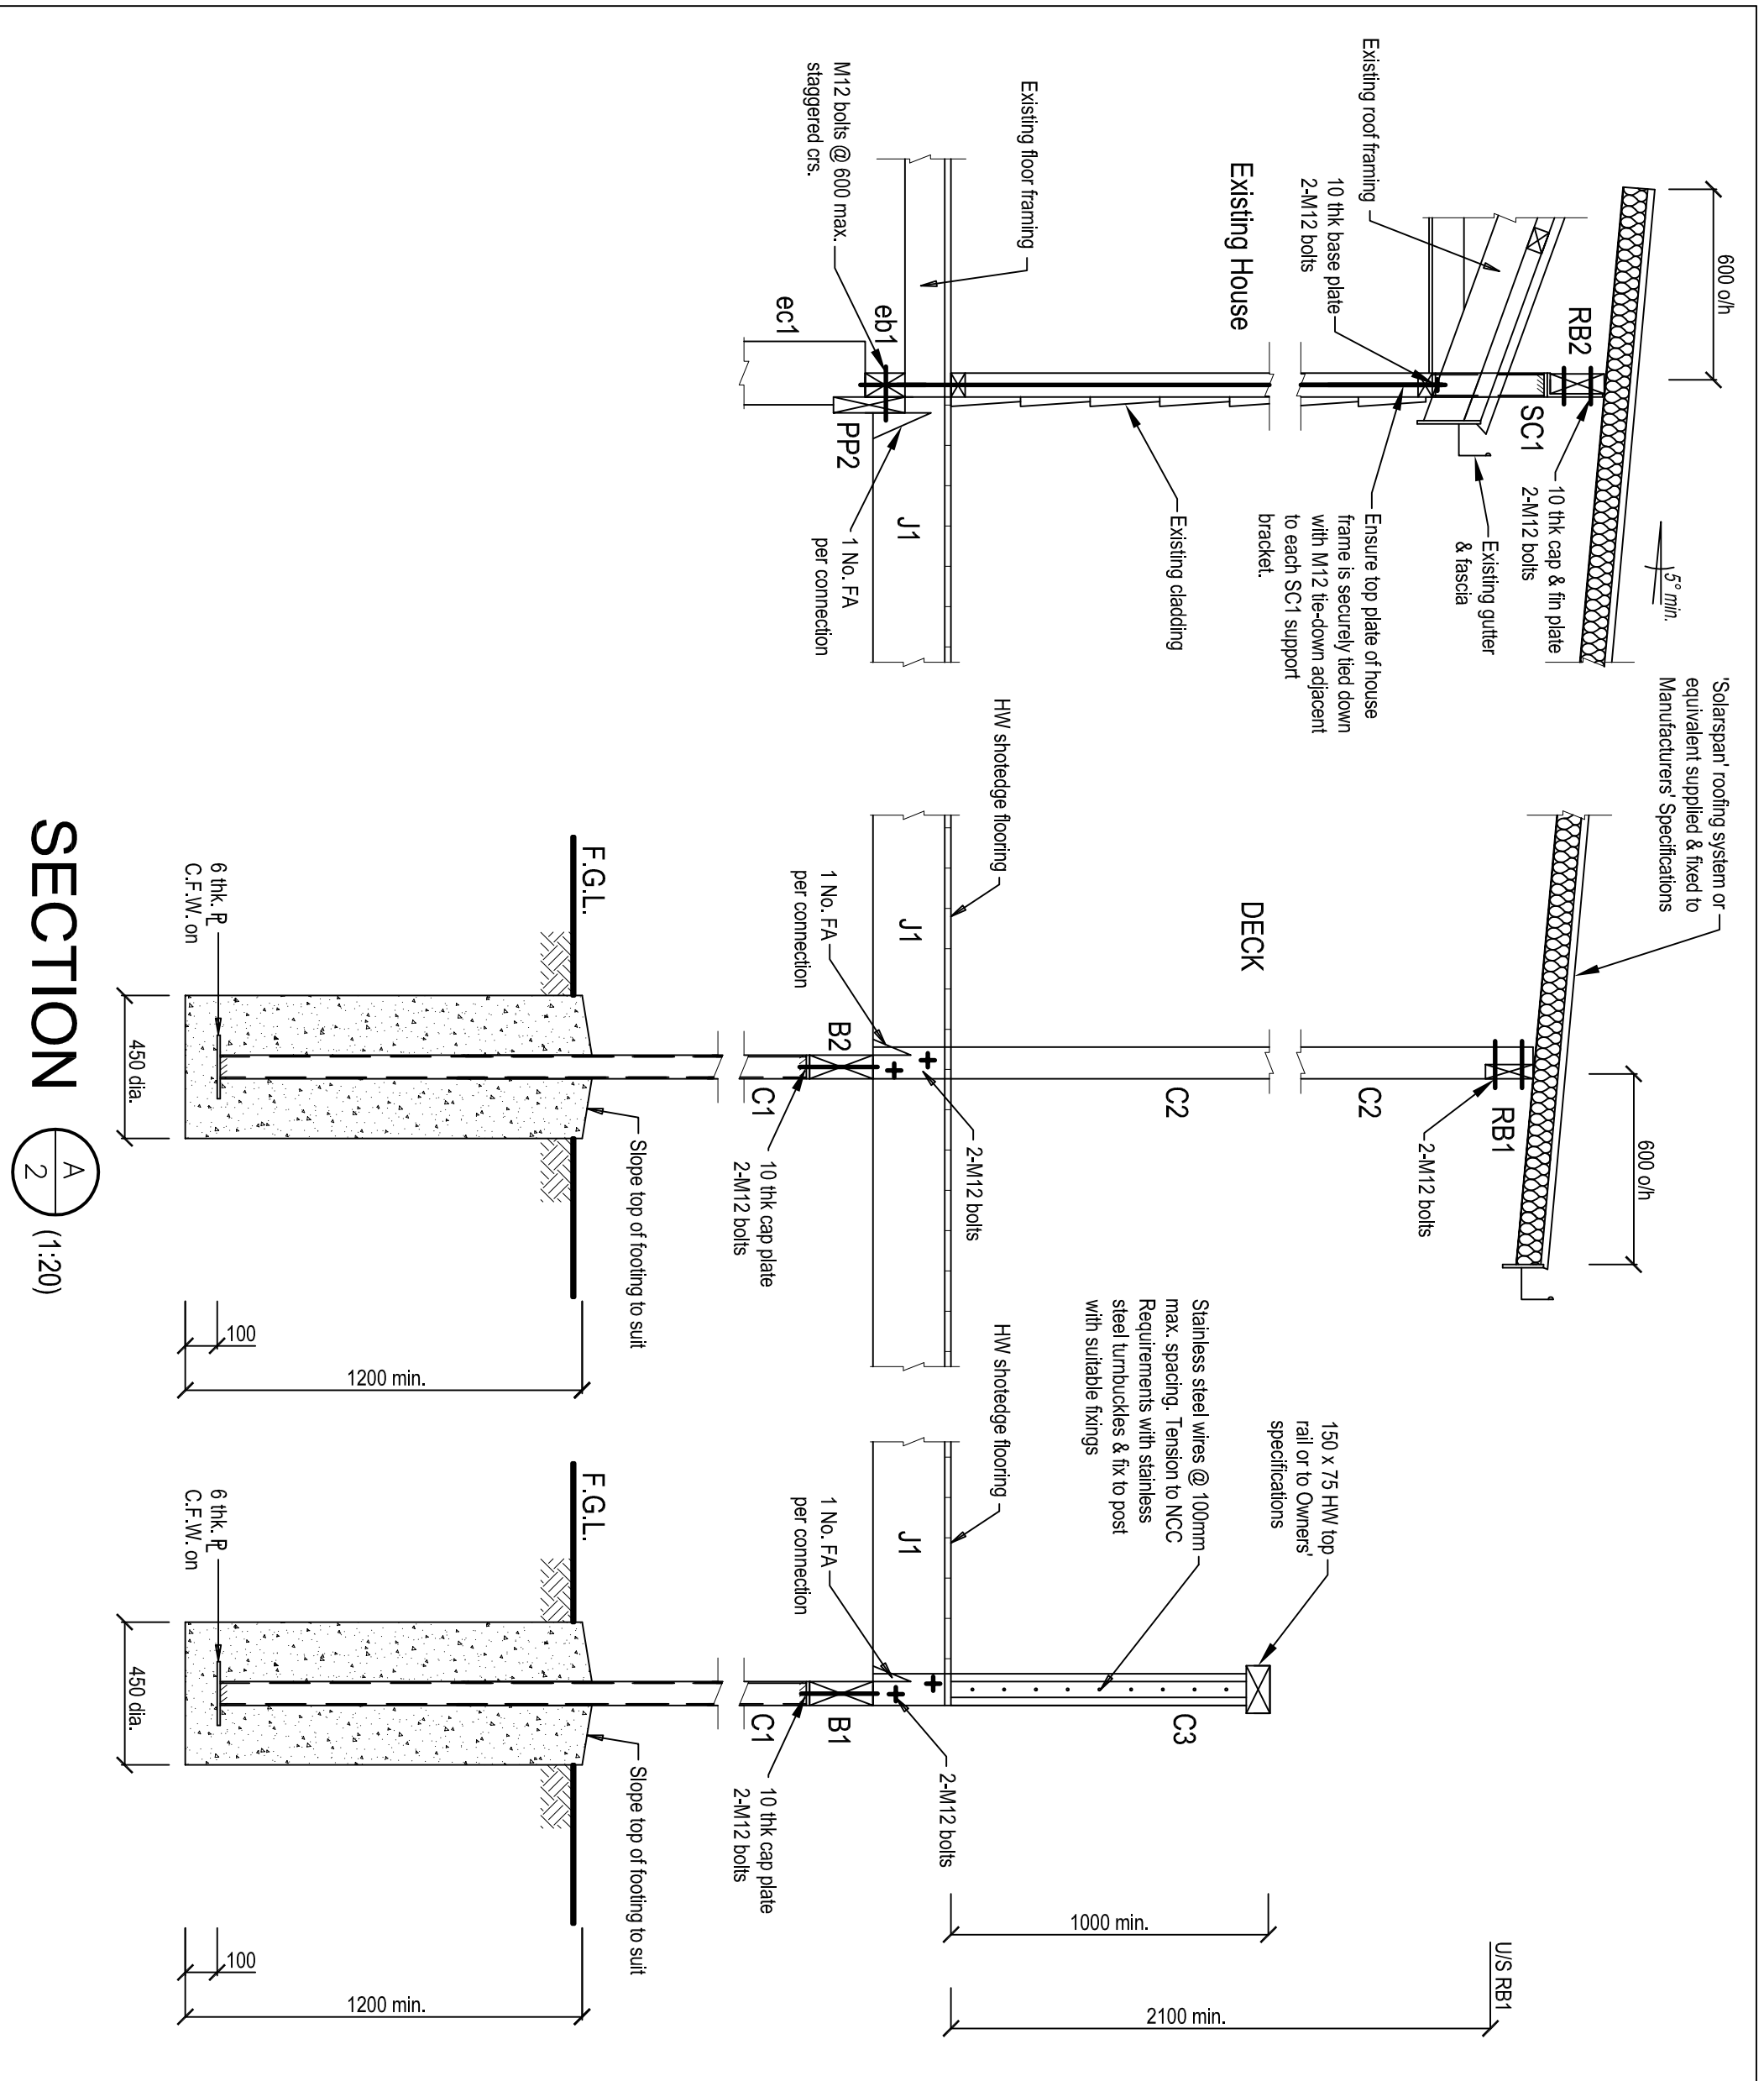 600 o/h
RB2
5° min.
'Solarspan' roofing system or
equivalent supplied & fixed to
Manufacturers' Specifications
Existing roof framing
10 thk base plate
2-M12 bolts
SC1
10 thk cap & fin plate
2-M12 bolts
Existing gutter
& fascia
Existing House
Ensure top plate of house
frame is securely tied down
with M12 tie-down adjacent
to each SC1 support
bracket.
Existing cladding
Existing floor framing
M12 bolts @ 600 max.
staggered crs.
eb1
ec1
PP2
J1
1 No. FA
per connection
600 o/h
RB1
2-M12 bolts
C2
DECK
C2
HW shotedge flooring
J1
1 No. FA
per connection
2-M12 bolts
B2
10 thk cap plate
2-M12 bolts
C1
F.G.L.
Slope top of footing to suit
6 thk. PL
C.F.W. on
450 dia.
100
1200 min.
U/S RB1
150 x 75 HW top
rail or to Owners'
specifications
Stainless steel wires @ 100mm
max. spacing. Tension to NCC
Requirements with stainless
steel turnbuckles & fix to post
with suitable fixings
C3
1000 min.
2100 min.
HW shotedge flooring
J1
1 No. FA
per connection
2-M12 bolts
B1
10 thk cap plate
2-M12 bolts
C1
F.G.L.
Slope top of footing to suit
6 thk. PL
C.F.W. on
450 dia.
100
1200 min.
SECTION
A
2
(1:20)